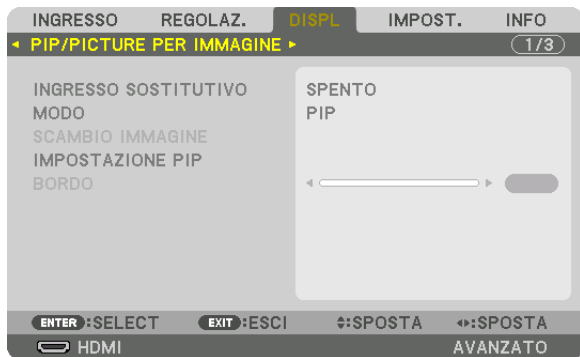 INGRESSO REGOLAZ. DISPL IMPOST. INFO
PIP/PICTURE PER IMMAGINE 1/3
INGRESSO SOSTITUTIVO SPENTO
MODO PIP
SCAMBIO IMMAGINE
IMPOSTAZIONE PIP
BORDO
ENTER :SELECT EXIT :ESCI :SPOSTA :SPOSTA
HDMI AVANZATO